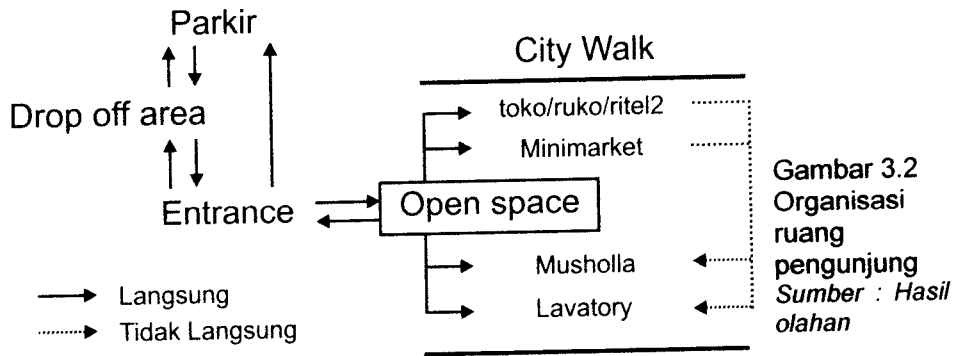 Parkir
City Walk
Drop off area
toko/ruko/ritel2
Minimarket
Entrance
Open space
Musholla
Lavatory
Langsung
Tidak Langsung
Gambar 3.2
Organisasi
ruang
pengunjung
Sumber : Hasil
olahan